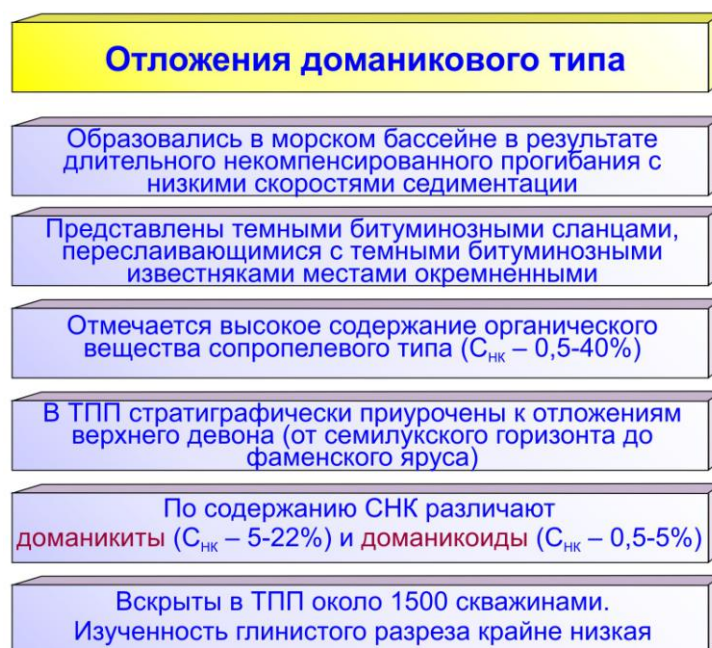 Отложения доманикового типа
Образовались в морском бассейне в результате
длительного некомпенсированного прогибания с
низкими скоростями седиментации
Представлены темными битуминозными сланцами,
переслаивающимися с темными битуминозными
известняками местами окремненными
Отмечается высокое содержание органического
вещества сопропелевого типа (Снк – 0,5-40%)
В ТПП стратиграфически приурочены к отложениям
верхнего девона (от семилукского горизонта до
фаменского яруса)
По содержанию СНК различают
доманикиты (Снк – 5-22%) и доманикоиды (Снк – 0,5-5%)
Вскрыты в ТПП около 1500 скважинами.
Изученность глинистого разреза крайне низкая